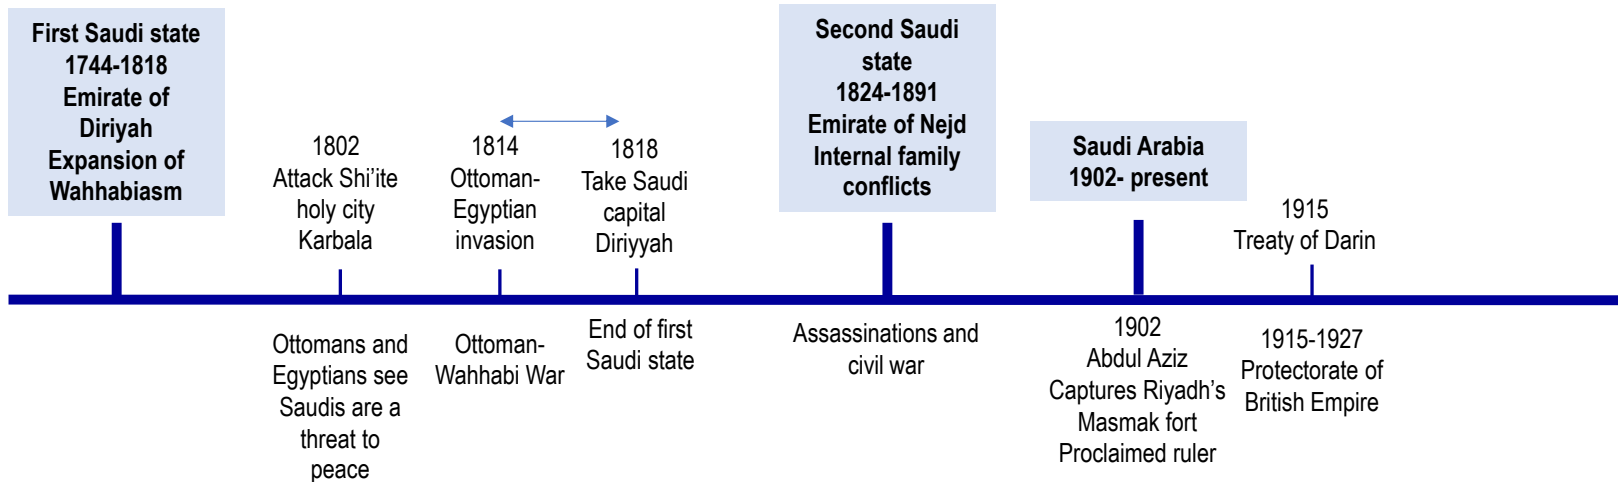 First Saudi state
1744-1818
Emirate of
Diriyah
Expansion of
Wahhabiasm
1802
Attack Shi'ite
holy city
Karbala
Ottomans and
Egyptians see
Saudis are a
threat to
peace
1814
Ottoman-
Egyptian
invasion
Ottoman-
Wahhabi War
1818
Take Saudi
capital
Diriyyah
End of first
Saudi state
Second Saudi
state
1824-1891
Emirate of Nejd
Internal family
conflicts
Assassinations and
civil war
Saudi Arabia
1902- present
1902
Abdul Aziz
Captures Riyadh's
Masmak fort
Proclaimed ruler
1915
Treaty of Darin
1915-1927
Protectorate of
British Empire